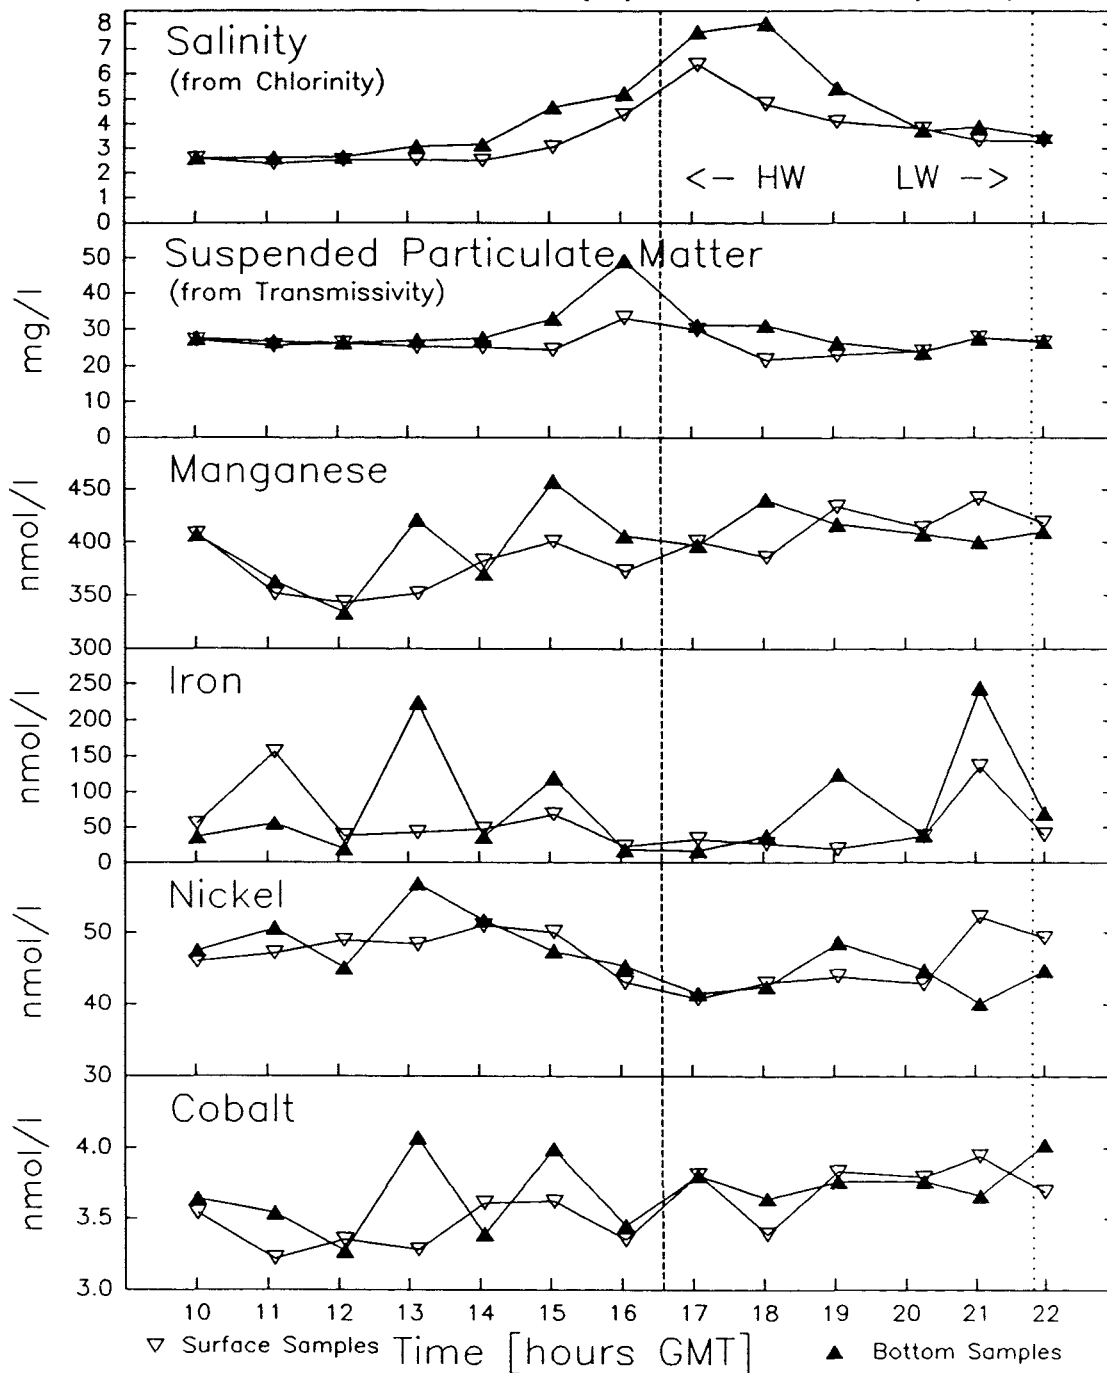 8
7
6
5
4
3
2
1
0
Salinity
(from Chlorinity)
<- HW LW ->
mg/l
50
40
30
20
10
0
Suspended Particulate Matter
(from Transmissivity)
nmol/l
450
400
350
300
Manganese
nmol/l
250
200
150
100
50
0
Iron
nmol/l
50
40
30
Nickel
nmol/l
4.0
3.5
3.0
Cobalt
10 11 12 13 14 15 16 17 18 19 20 21 22
▽ Surface Samples Time [hours GMT] ▲ Bottom Samples